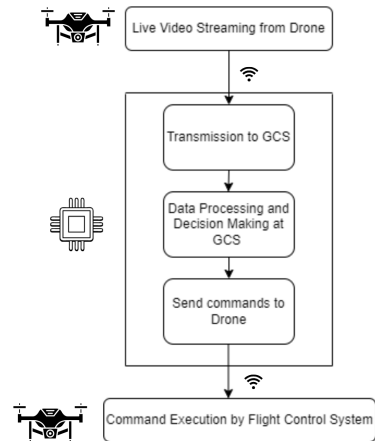 Live Video Streaming from Drone
Transmission to GCS
Data Processing and
Decision Making at
GCS
Send commands to
Drone
Command Execution by Flight Control System